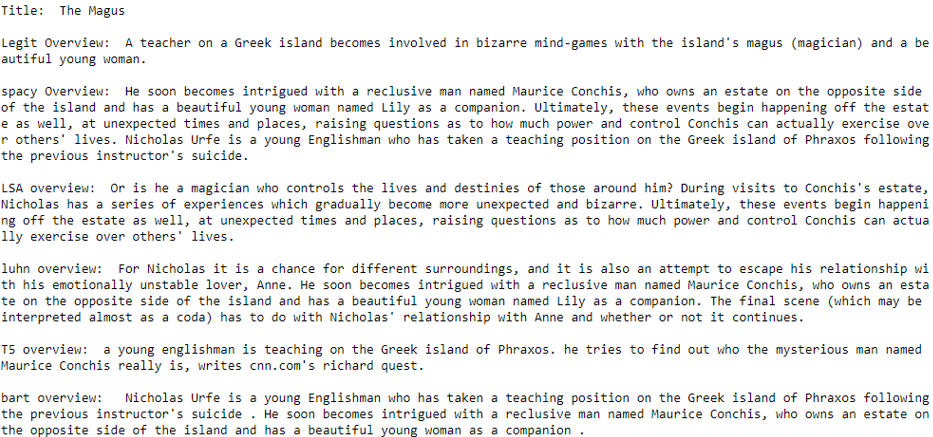 Title:  The Magus
Legit Overview:  A teacher on a Greek island becomes involved in bizarre mind-games with the island's magus (magician) and a be
autiful young woman.
spacy Overview:  He soon becomes intrigued with a reclusive man named Maurice Conchis, who owns an estate on the opposite side
of the island and has a beautiful young woman named Lily as a companion. Ultimately, these events begin happening off the estat
e as well, at unexpected times and places, raising questions as to how much power and control Conchis can actually exercise ove
r others' lives. Nicholas Urfe is a young Englishman who has taken a teaching position on the Greek island of Phraxos following
the previous instructor's suicide.
LSA overview:  Or is he a magician who controls the lives and destinies of those around him? During visits to Conchis's estate,
Nicholas has a series of experiences which gradually become more unexpected and bizarre. Ultimately, these events begin happeni
ng off the estate as well, at unexpected times and places, raising questions as to how much power and control Conchis can actua
lly exercise over others' lives.
luhn overview:  For Nicholas it is a chance for different surroundings, and it is also an attempt to escape his relationship wi
th his emotionally unstable lover, Anne. He soon becomes intrigued with a reclusive man named Maurice Conchis, who owns an esta
te on the opposite side of the island and has a beautiful young woman named Lily as a companion. The final scene (which may be
interpreted almost as a coda) has to do with Nicholas' relationship with Anne and whether or not it continues.
T5 overview:  a young englishman is teaching on the Greek island of Phraxos. he tries to find out who the mysterious man named
Maurice Conchis really is, writes cnn.com's richard quest.
bart overview:   Nicholas Urfe is a young Englishman who has taken a teaching position on the Greek island of Phraxos following
the previous instructor's suicide . He soon becomes intrigued with a reclusive man named Maurice Conchis, who owns an estate on
the opposite side of the island and has a beautiful young woman as a companion .